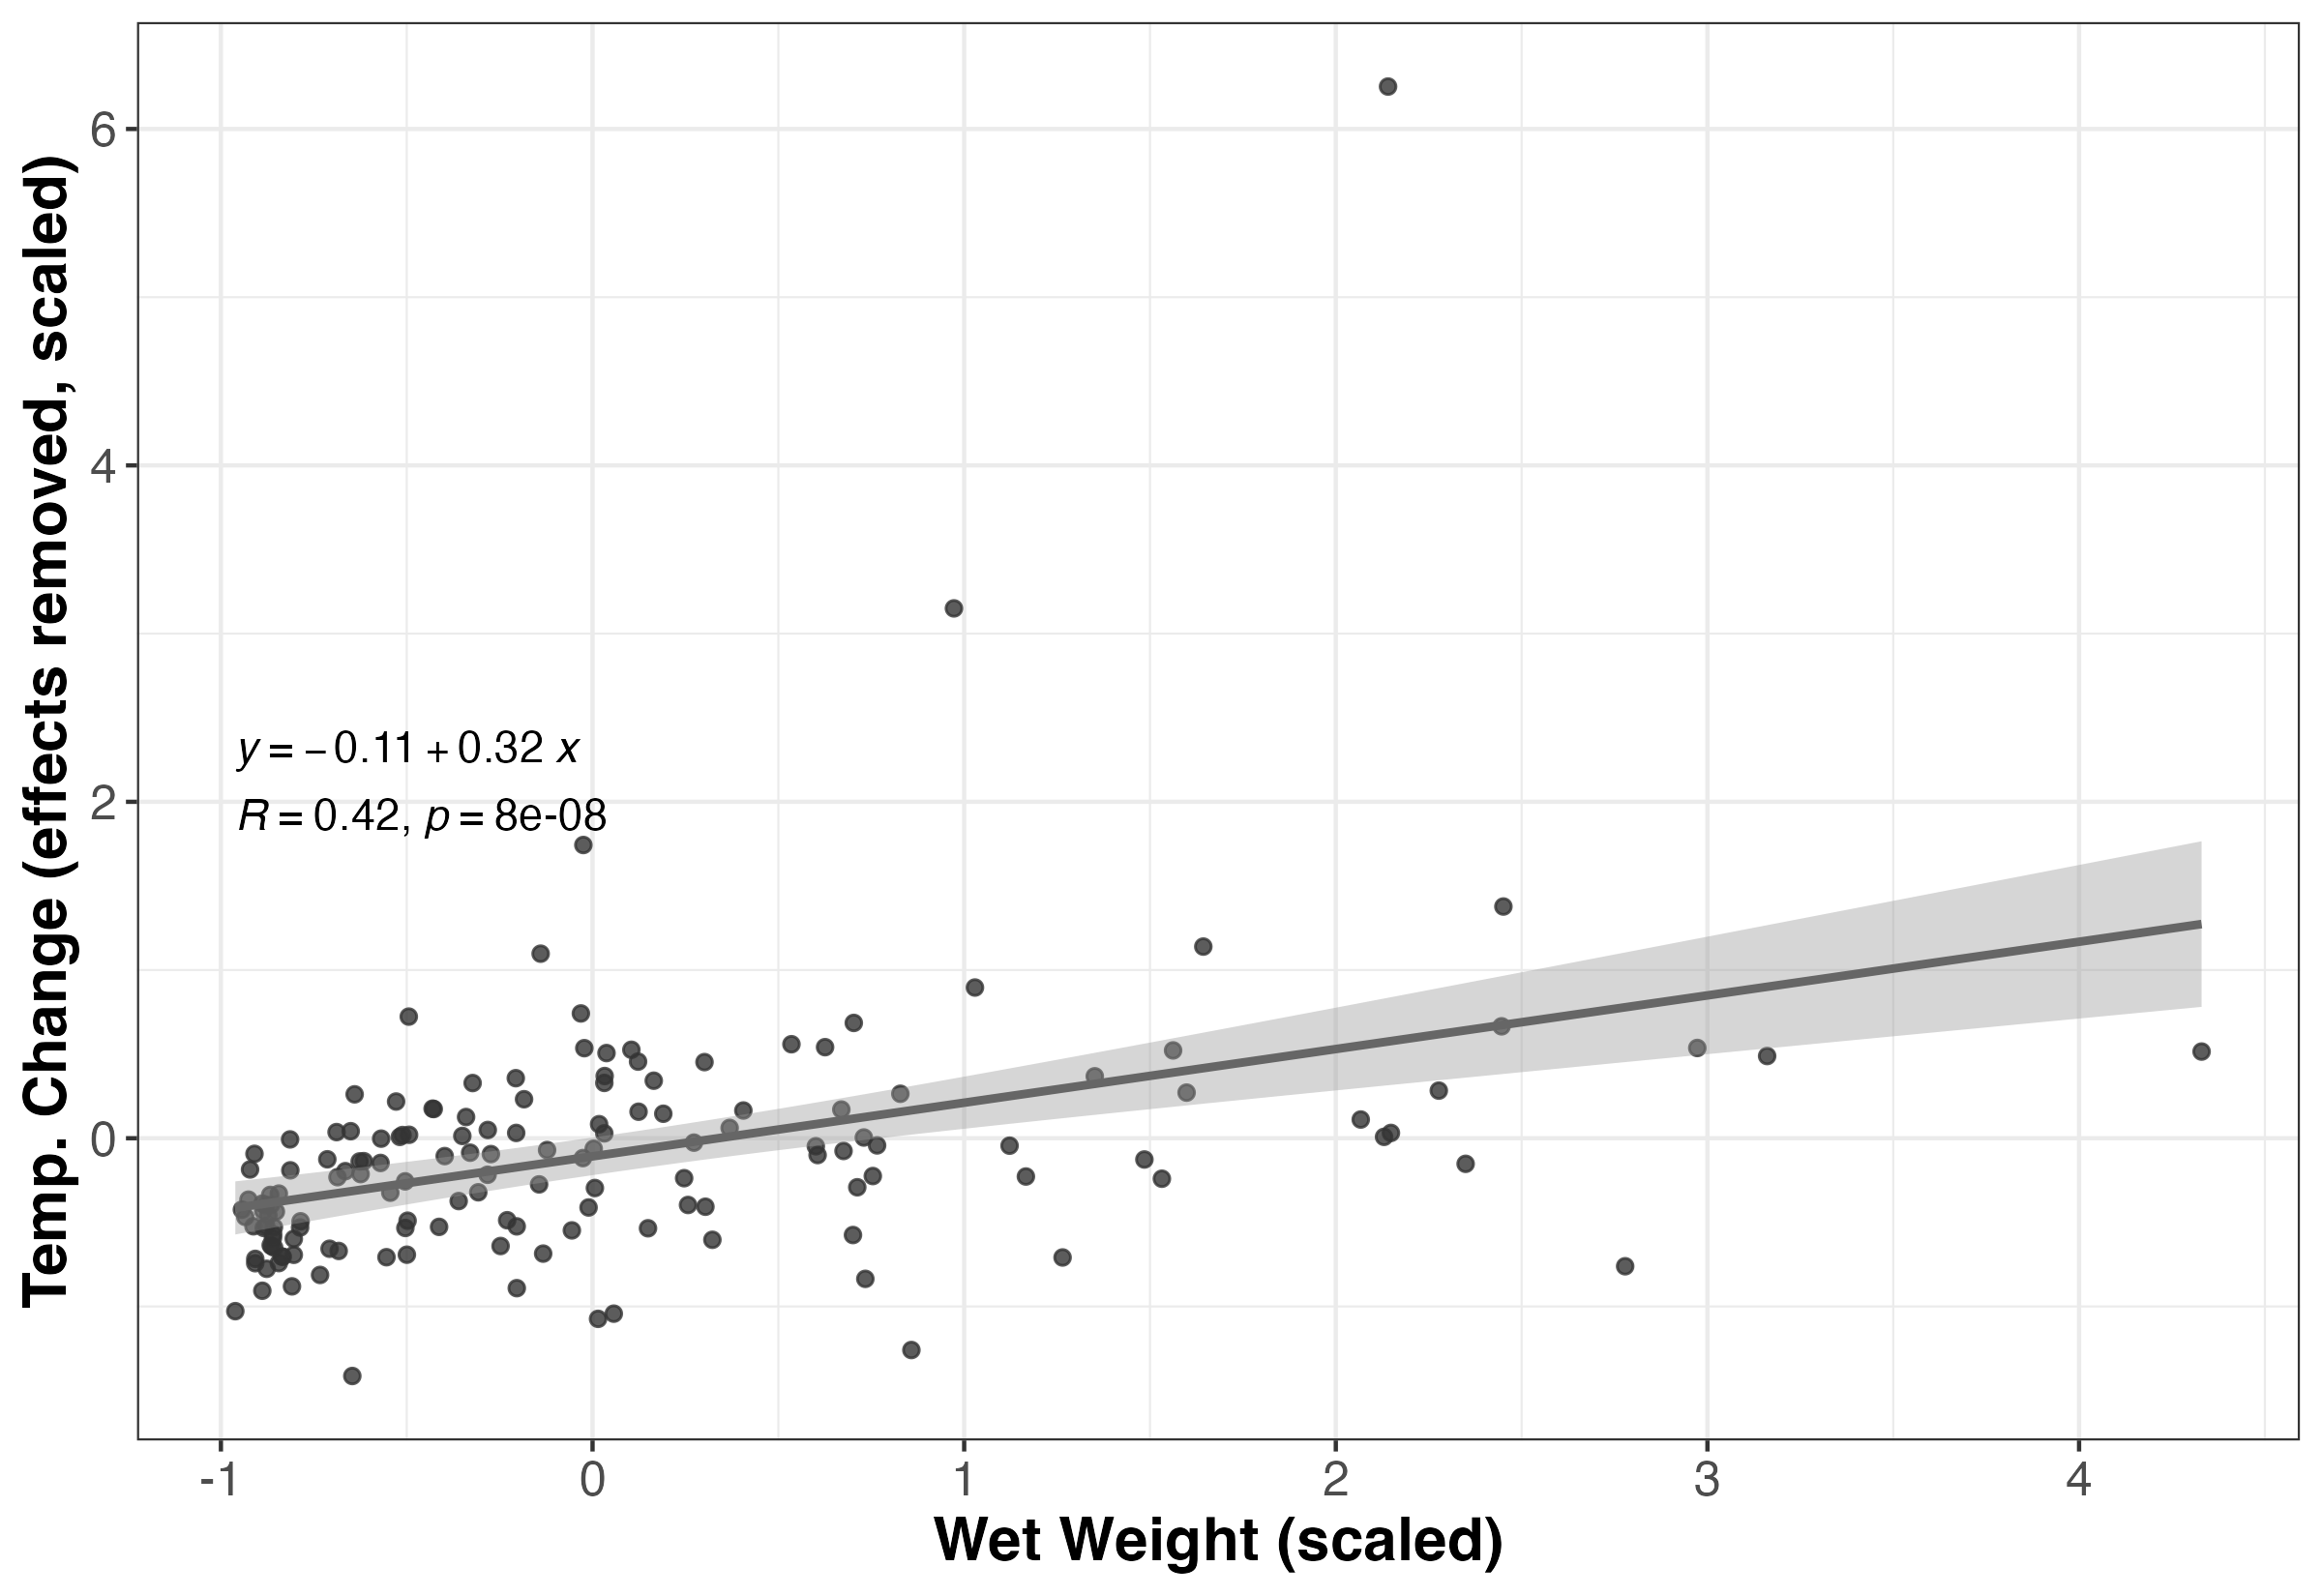 Temp. Change (effects removed, scaled)
6
4
2
0
y = − 0.11 + 0.32 x
R = 0.42, p = 8e-08
-1 0 1 2 3 4
Wet Weight (scaled)